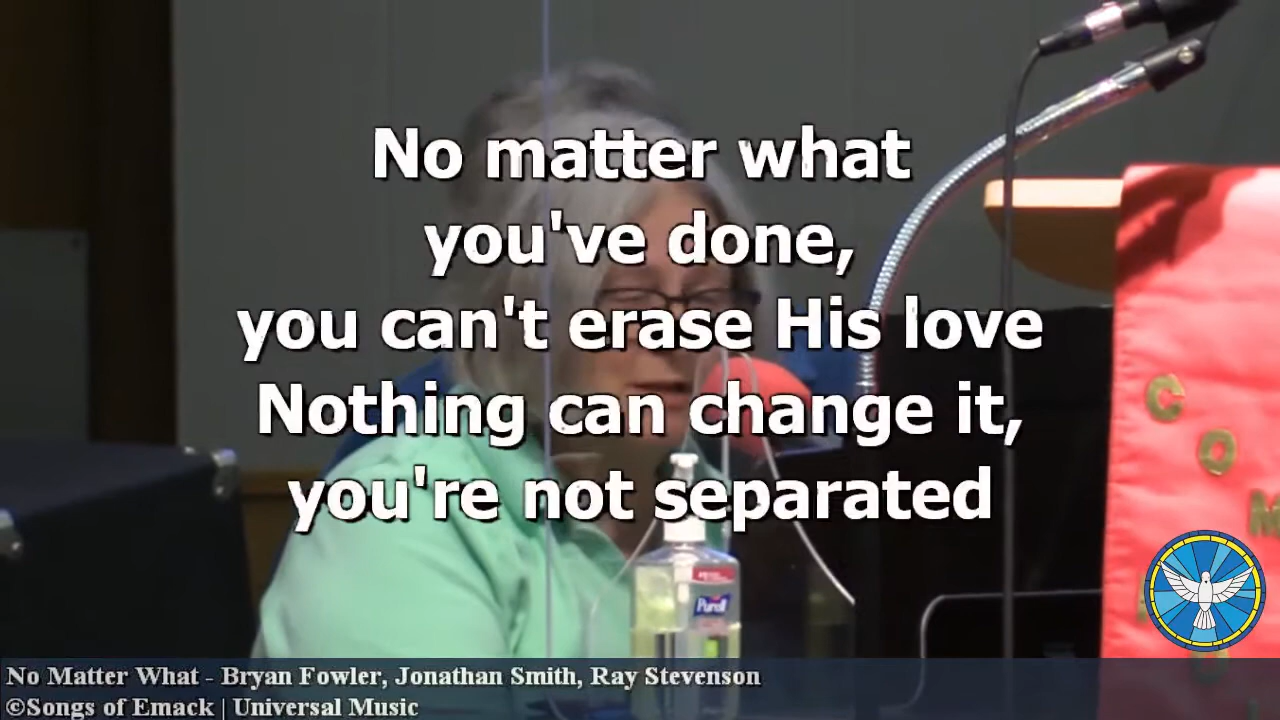 No matter what
you've done,
you can't erase His love
Nothing can change it,
you're not separated
C
O
M
Purell
No Matter What - Bryan Fowler, Jonathan Smith, Ray Stevenson
©Songs of Emack | Universal Music